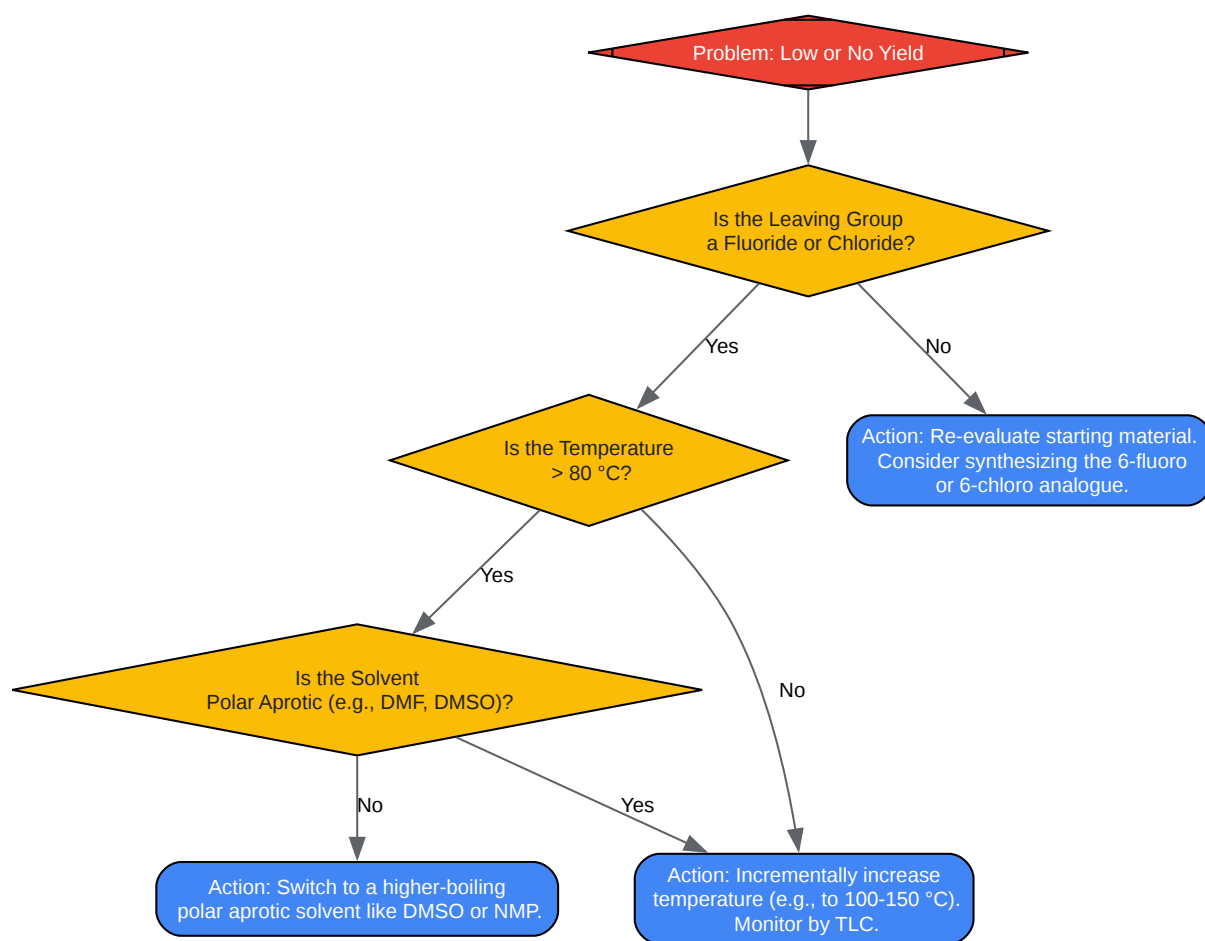 Problem: Low or No Yield
Is the Leaving Group
a Fluoride or Chloride?
Yes
No
Is the Temperature
> 80 °C?
Action: Re-evaluate starting material.
Consider synthesizing the 6-fluoro
or 6-chloro analogue.
Yes
No
Is the Solvent
Polar Aprotic (e.g., DMF, DMSO)?
No
Yes
Action: Switch to a higher-boiling
polar aprotic solvent like DMSO or NMP.
Action: Incrementally increase
temperature (e.g., to 100-150 °C).
Monitor by TLC.